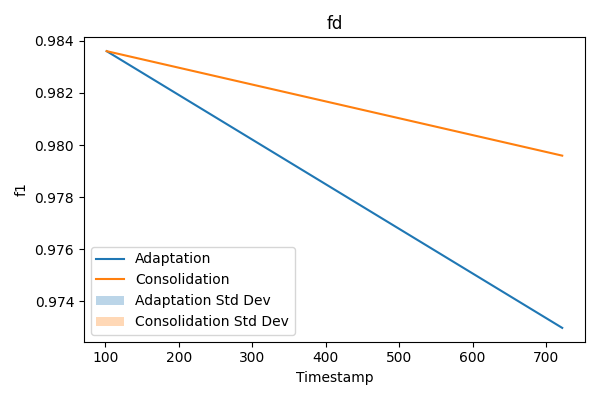 fd
0.984
0.982
0.980
0.978
0.976
0.974
f1
Adaptation
Consolidation
Adaptation Std Dev
Consolidation Std Dev
100 200 300 400 500 600 700
Timestamp